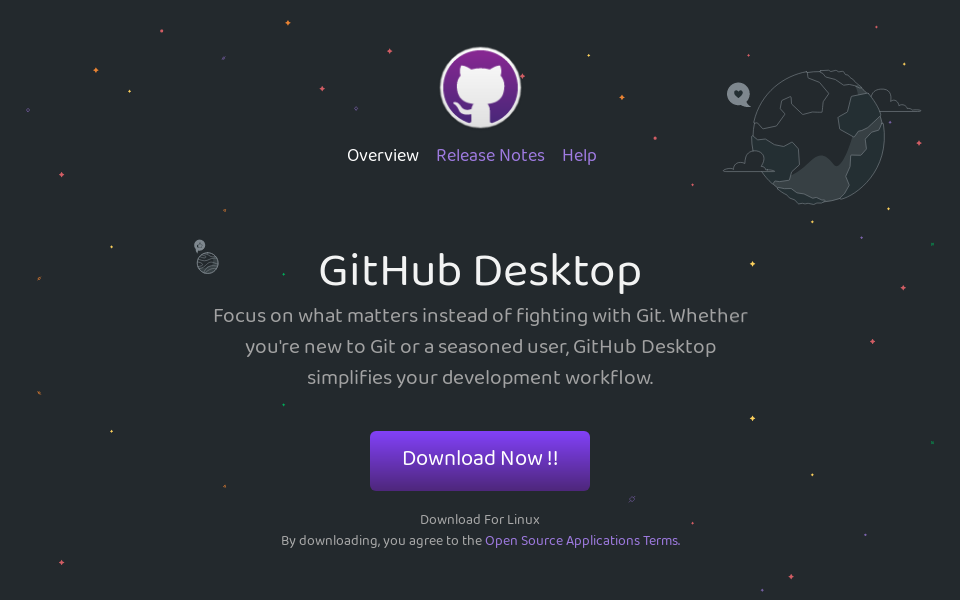 Overview Release Notes Help
GitHub Desktop
Focus on what matters instead of fighting with Git. Whether
you're new to Git or a seasoned user, GitHub Desktop
simplifies your development workflow.
Download Now !!
Download For Linux
By downloading, you agree to the Open Source Applications Terms.